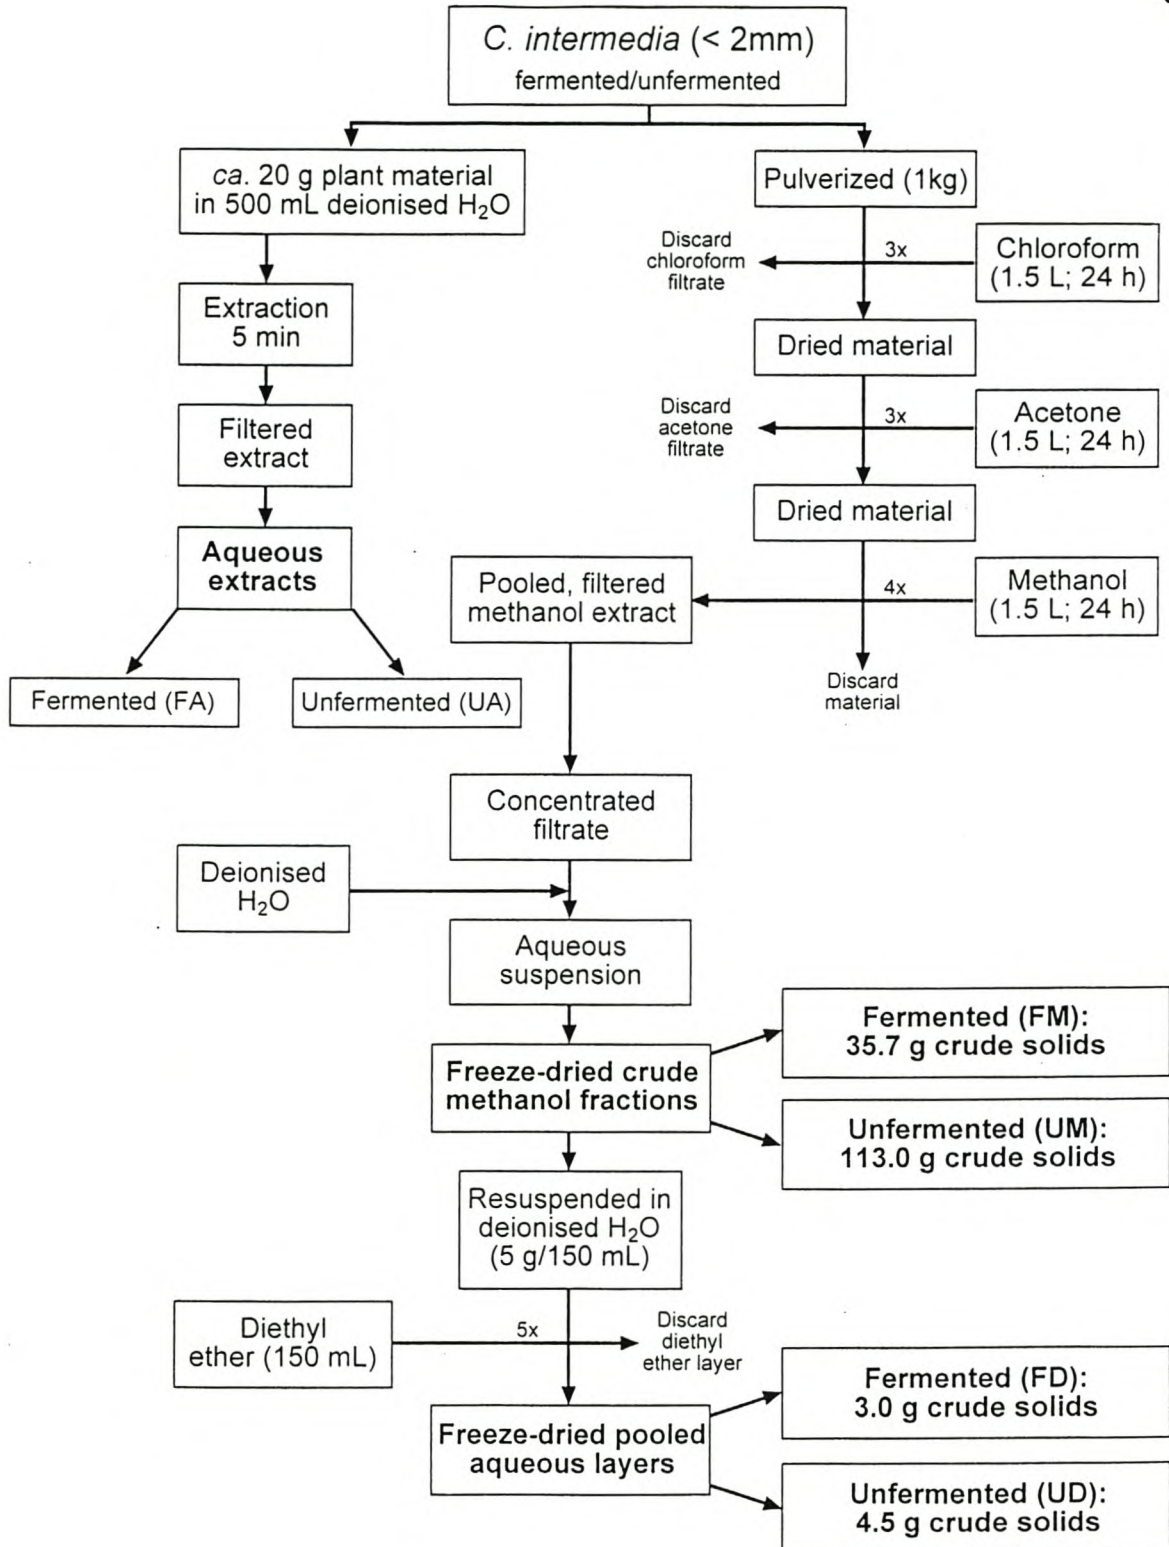 C. intermedia (< 2mm)
fermented/unfermented
ca. 20 g plant material
in 500 mL deionised H₂O
Extraction
5 min
Filtered
extract
Aqueous
extracts
Fermented (FA)
Unfermented (UA)
Pulverized (1kg)
Discard
chloroform
filtrate
3x
Chloroform
(1.5 L; 24 h)
Dried material
Discard
acetone
filtrate
3x
Acetone
(1.5 L; 24 h)
Dried material
Pooled, filtered
methanol extract
4x
Methanol
(1.5 L; 24 h)
Discard
material
Concentrated
filtrate
Deionised
H₂O
Aqueous
suspension
Freeze-dried crude
methanol fractions
Fermented (FM):
35.7 g crude solids
Unfermented (UM):
113.0 g crude solids
Resuspended in
deionised H₂O
(5 g/150 mL)
Diethyl
ether (150 mL)
5x
Discard
diethyl
ether layer
Freeze-dried pooled
aqueous layers
Fermented (FD):
3.0 g crude solids
Unfermented (UD):
4.5 g crude solids